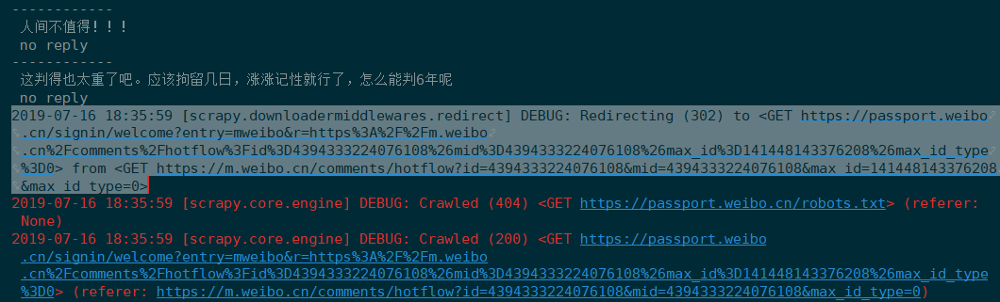 ------------
人间不值得！！！
no reply
------------
这判得也太重了吧。应该拘留几日，涨涨记性就行了，怎么能判6年呢
no reply
2019-07-16 18:35:59 [scrapy.downloadermiddlewares.redirect] DEBUG: Redirecting (302) to <GET https://passport.weibo
.cn/signin/welcome?entry=mweibo&r=https%3A%2F%2Fm.weibo
.cn%2Fcomments%2Fhotflow%3Fid%3D4394333224076108%26mid%3D4394333224076108%26max_id%3D141448143376208%26max_id_type
%3D0> from <GET https://m.weibo.cn/comments/hotflow?id=4394333224076108&mid=4394333224076108&max_id=141448143376208
&max_id_type=0>
2019-07-16 18:35:59 [scrapy.core.engine] DEBUG: Crawled (404) <GET https://passport.weibo.cn/robots.txt> (referer:
None)
2019-07-16 18:35:59 [scrapy.core.engine] DEBUG: Crawled (200) <GET https://passport.weibo
.cn/signin/welcome?entry=mweibo&r=https%3A%2F%2Fm.weibo
.cn%2Fcomments%2Fhotflow%3Fid%3D4394333224076108%26mid%3D4394333224076108%26max_id%3D141448143376208%26max_id_type
%3D0> (referer: https://m.weibo.cn/comments/hotflow?id=4394333224076108&mid=4394333224076108&max_id_type=0)